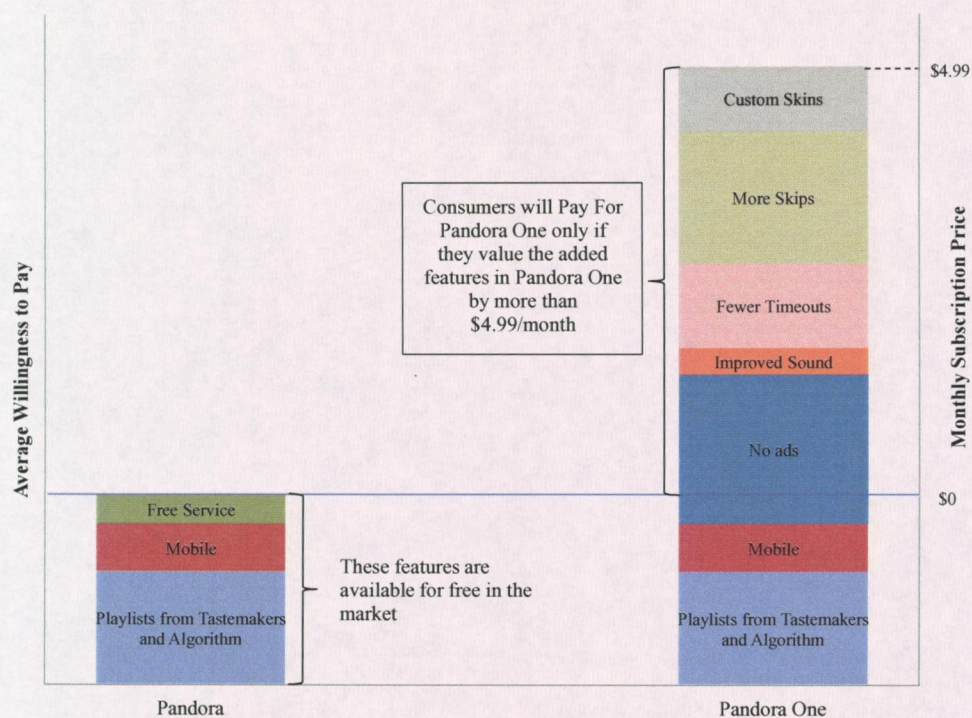 Average Willingness to Pay
Free Service
Mobile
Playlists from Tastemakers
and Algorithm
Pandora
These features are
available for free in the
market
Consumers will Pay For
Pandora One only if
they value the added
features in Pandora One
by more than
$4.99/month
Custom Skins
More Skips
Fewer Timeouts
Improved Sound
No ads
Mobile
Playlists from Tastemakers
and Algorithm
Pandora One
$4.99
$0
Monthly Subscription Price